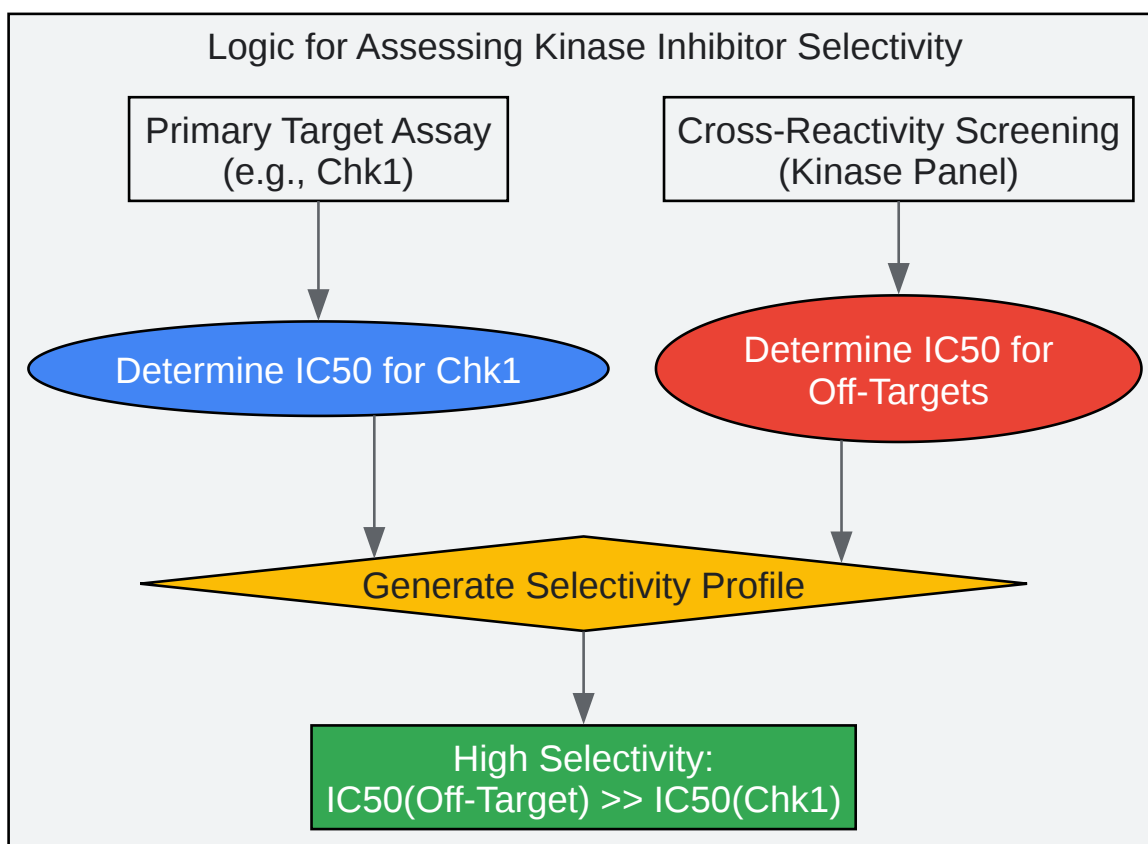 Logic for Assessing Kinase Inhibitor Selectivity
Primary Target Assay
(e.g., Chk1)
Cross-Reactivity Screening
(Kinase Panel)
Determine IC50 for Chk1
Determine IC50 for
Off-Targets
Generate Selectivity Profile
High Selectivity:
IC50(Off-Target) >> IC50(Chk1)